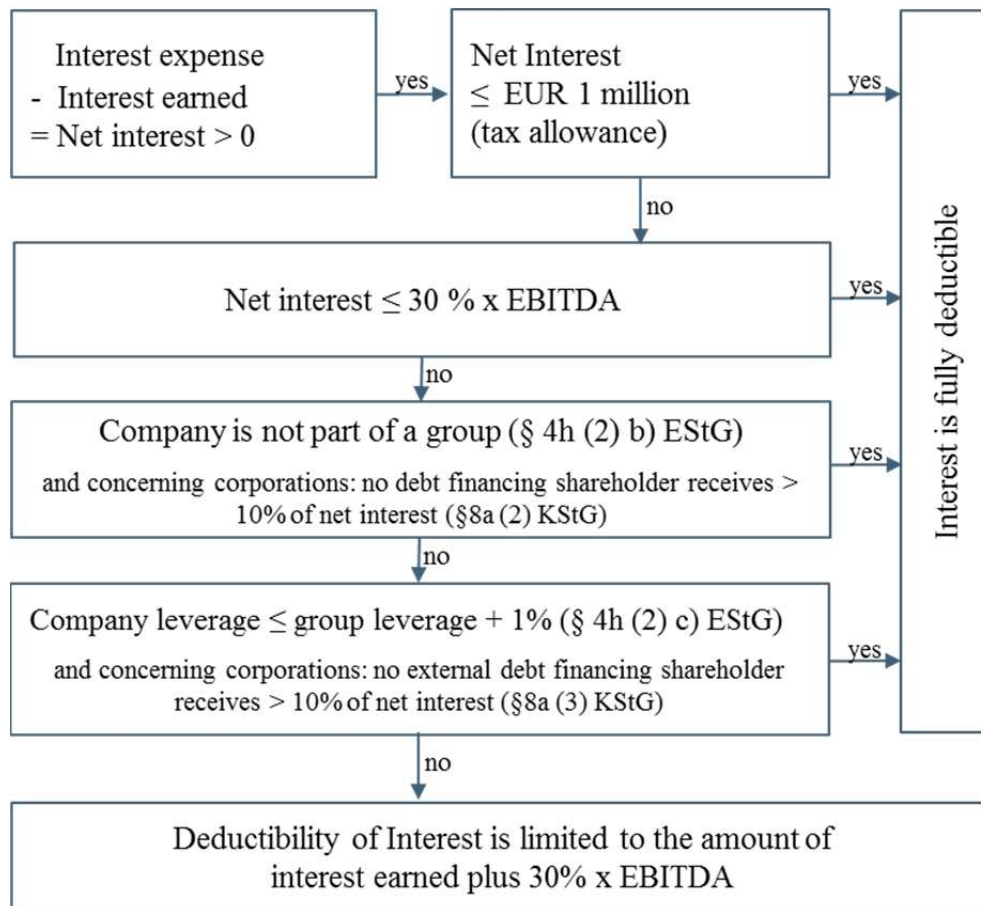 Interest expense
- Interest earned
= Net interest > 0
yes
Net Interest
≤ EUR 1 million
(tax allowance)
yes
no
Net interest ≤ 30 % x EBITDA
yes
no
Company is not part of a group (§ 4h (2) b) EStG)
and concerning corporations: no debt financing shareholder receives >
10% of net interest (§8a (2) KStG)
yes
no
Company leverage ≤ group leverage + 1% (§ 4h (2) c) EStG)
and concerning corporations: no external debt financing shareholder
receives > 10% of net interest (§8a (3) KStG)
yes
no
Interest is fully deductible
Deductibility of Interest is limited to the amount of
interest earned plus 30% x EBITDA